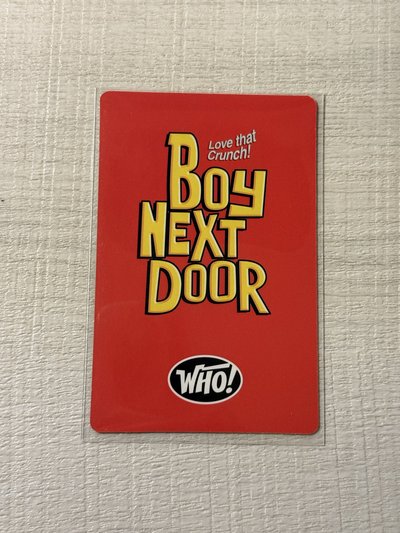 Love that
Crunch!
BOY
NEXT
DOOR
WHO!